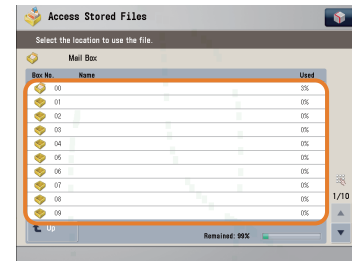 Access Stored Files
Select the location to use the file.
Mail Box
Box No. Name Used
00 3%
01 0%
02 0%
03 0%
04 0%
05 0%
06 0%
07 0%
08 0%
09 0%
1/10
Up
Remained: 99%